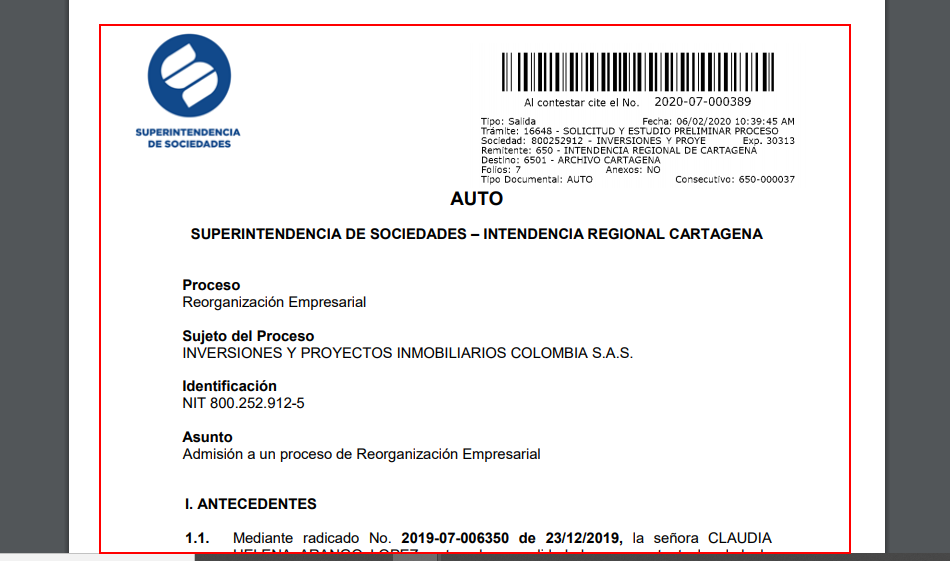 SUPERINTENDENCIA
DE SOCIEDADES
Al contestar cite el No. 2020-07-000389
Tipo: Salida Fecha: 06/02/2020 10:39:45 AM
Trámite: 16648 - SOLICITUD Y ESTUDIO PRELIMINAR PROCESO
Sociedad: 800252912 - INVERSIONES Y PROYE Exp. 30313
Remitente: 650 - INTENDENCIA REGIONAL DE CARTAGENA
Destino: 6501 - ARCHIVO CARTAGENA
Folios: 7 Anexos: NO
Tipo Documental: AUTO Consecutivo: 650-000037
AUTO
SUPERINTENDENCIA DE SOCIEDADES – INTENDENCIA REGIONAL CARTAGENA
Proceso
Reorganización Empresarial
Sujeto del Proceso
INVERSIONES Y PROYECTOS INMOBILIARIOS COLOMBIA S.A.S.
Identificación
NIT 800.252.912-5
Asunto
Admisión a un proceso de Reorganización Empresarial
I. ANTECEDENTES
1.1. Mediante radicado No. 2019-07-006350 de 23/12/2019, la señora CLAUDIA